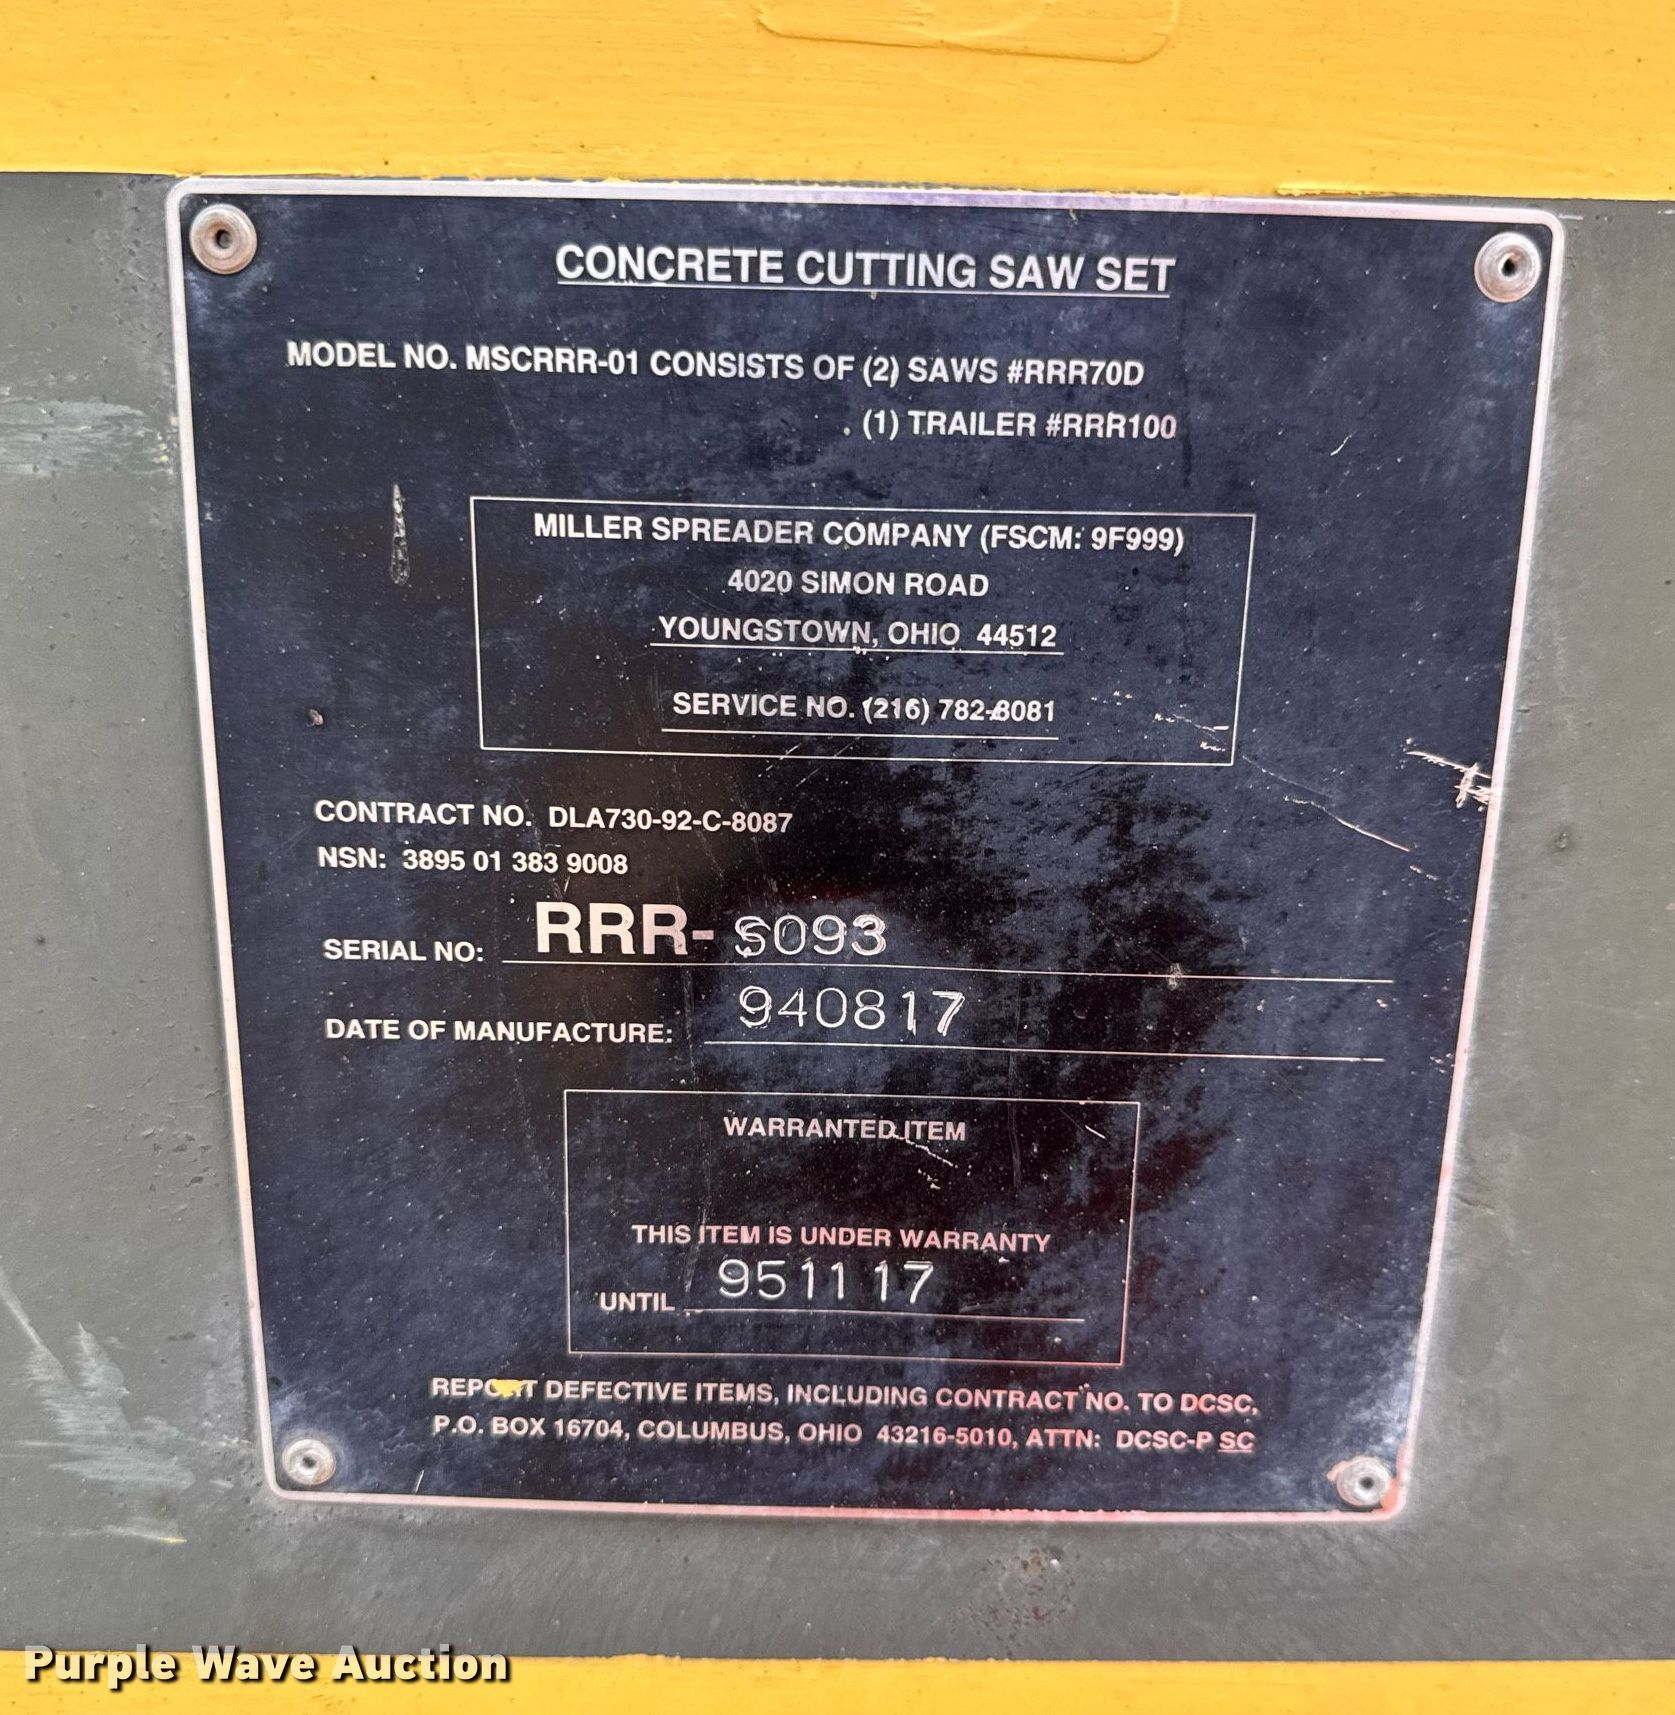 CONCRETE CUTTING SAW SET
MODEL NO. MSCRRR-01 CONSISTS OF (2) SAWS #RRR70D
(1) TRAILER #RRR100
MILLER SPREADER COMPANY (FSCM: 9F999)
4020 SIMON ROAD
YOUNGSTOWN, OHIO 44512
SERVICE NO. (216) 782-8081
CONTRACT NO. DLA730-92-C-8087
NSN: 3895 01 383 9008
SERIAL NO: RRR- S093
DATE OF MANUFACTURE: 940817
WARRANTED ITEM
THIS ITEM IS UNDER WARRANTY
UNTIL 951117
REPORT DEFECTIVE ITEMS, INCLUDING CONTRACT NO. TO DCSC,
P.O. BOX 16704, COLUMBUS, OHIO 43216-5010, ATTN: DCSC-P SC
Purple Wave Auction